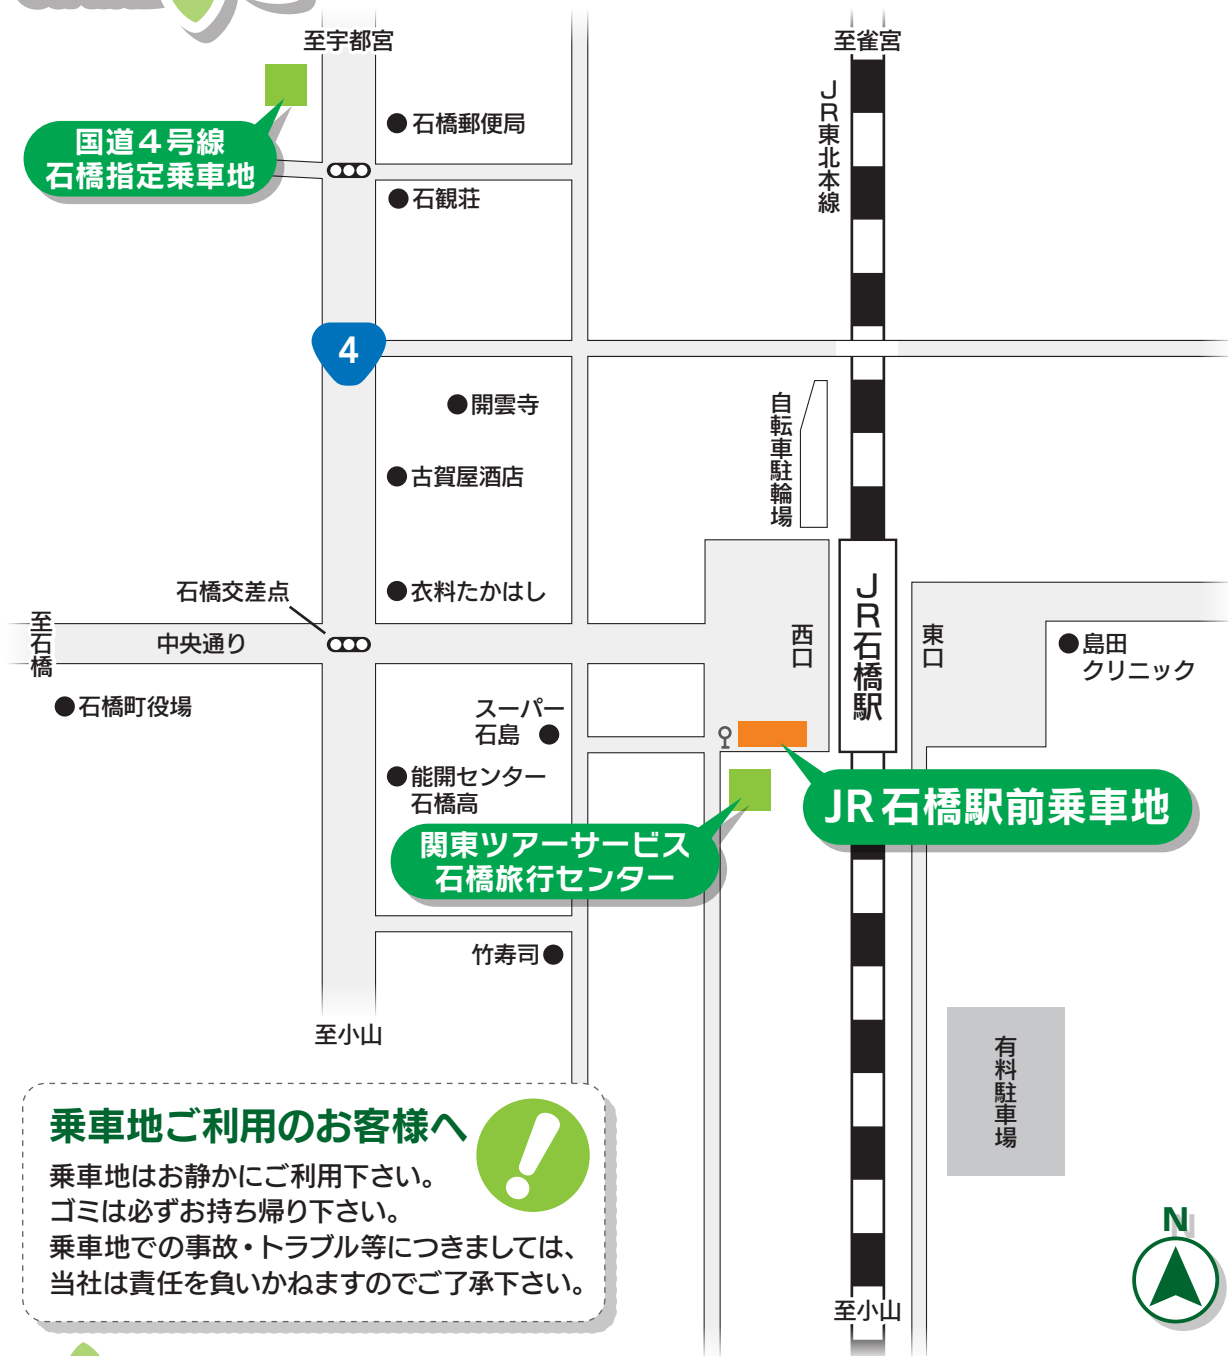 至宇都宮
至雀宮
JR東北本線
国道4号線
石橋指定乗車地
石橋郵便局
石観荘
4
開雲寺
古賀屋酒店
自転車駐輪場
石橋交差点
衣料たかはし
至石橋
中央通り
西口
JR石橋駅
東口
島田
クリニック
石橋町役場
スーパー
石島
能開センター
石橋高
JR石橋駅前乗車地
関東ツアーサービス
石橋旅行センター
竹寿司
至小山
有料駐車場
乗車地ご利用のお客様へ
乗車地はお静かにご利用下さい。
ゴミは必ずお持ち帰り下さい。
乗車地での事故・トラブル等につきましては、
当社は責任を負いかねますのでご了承下さい。
N
至小山